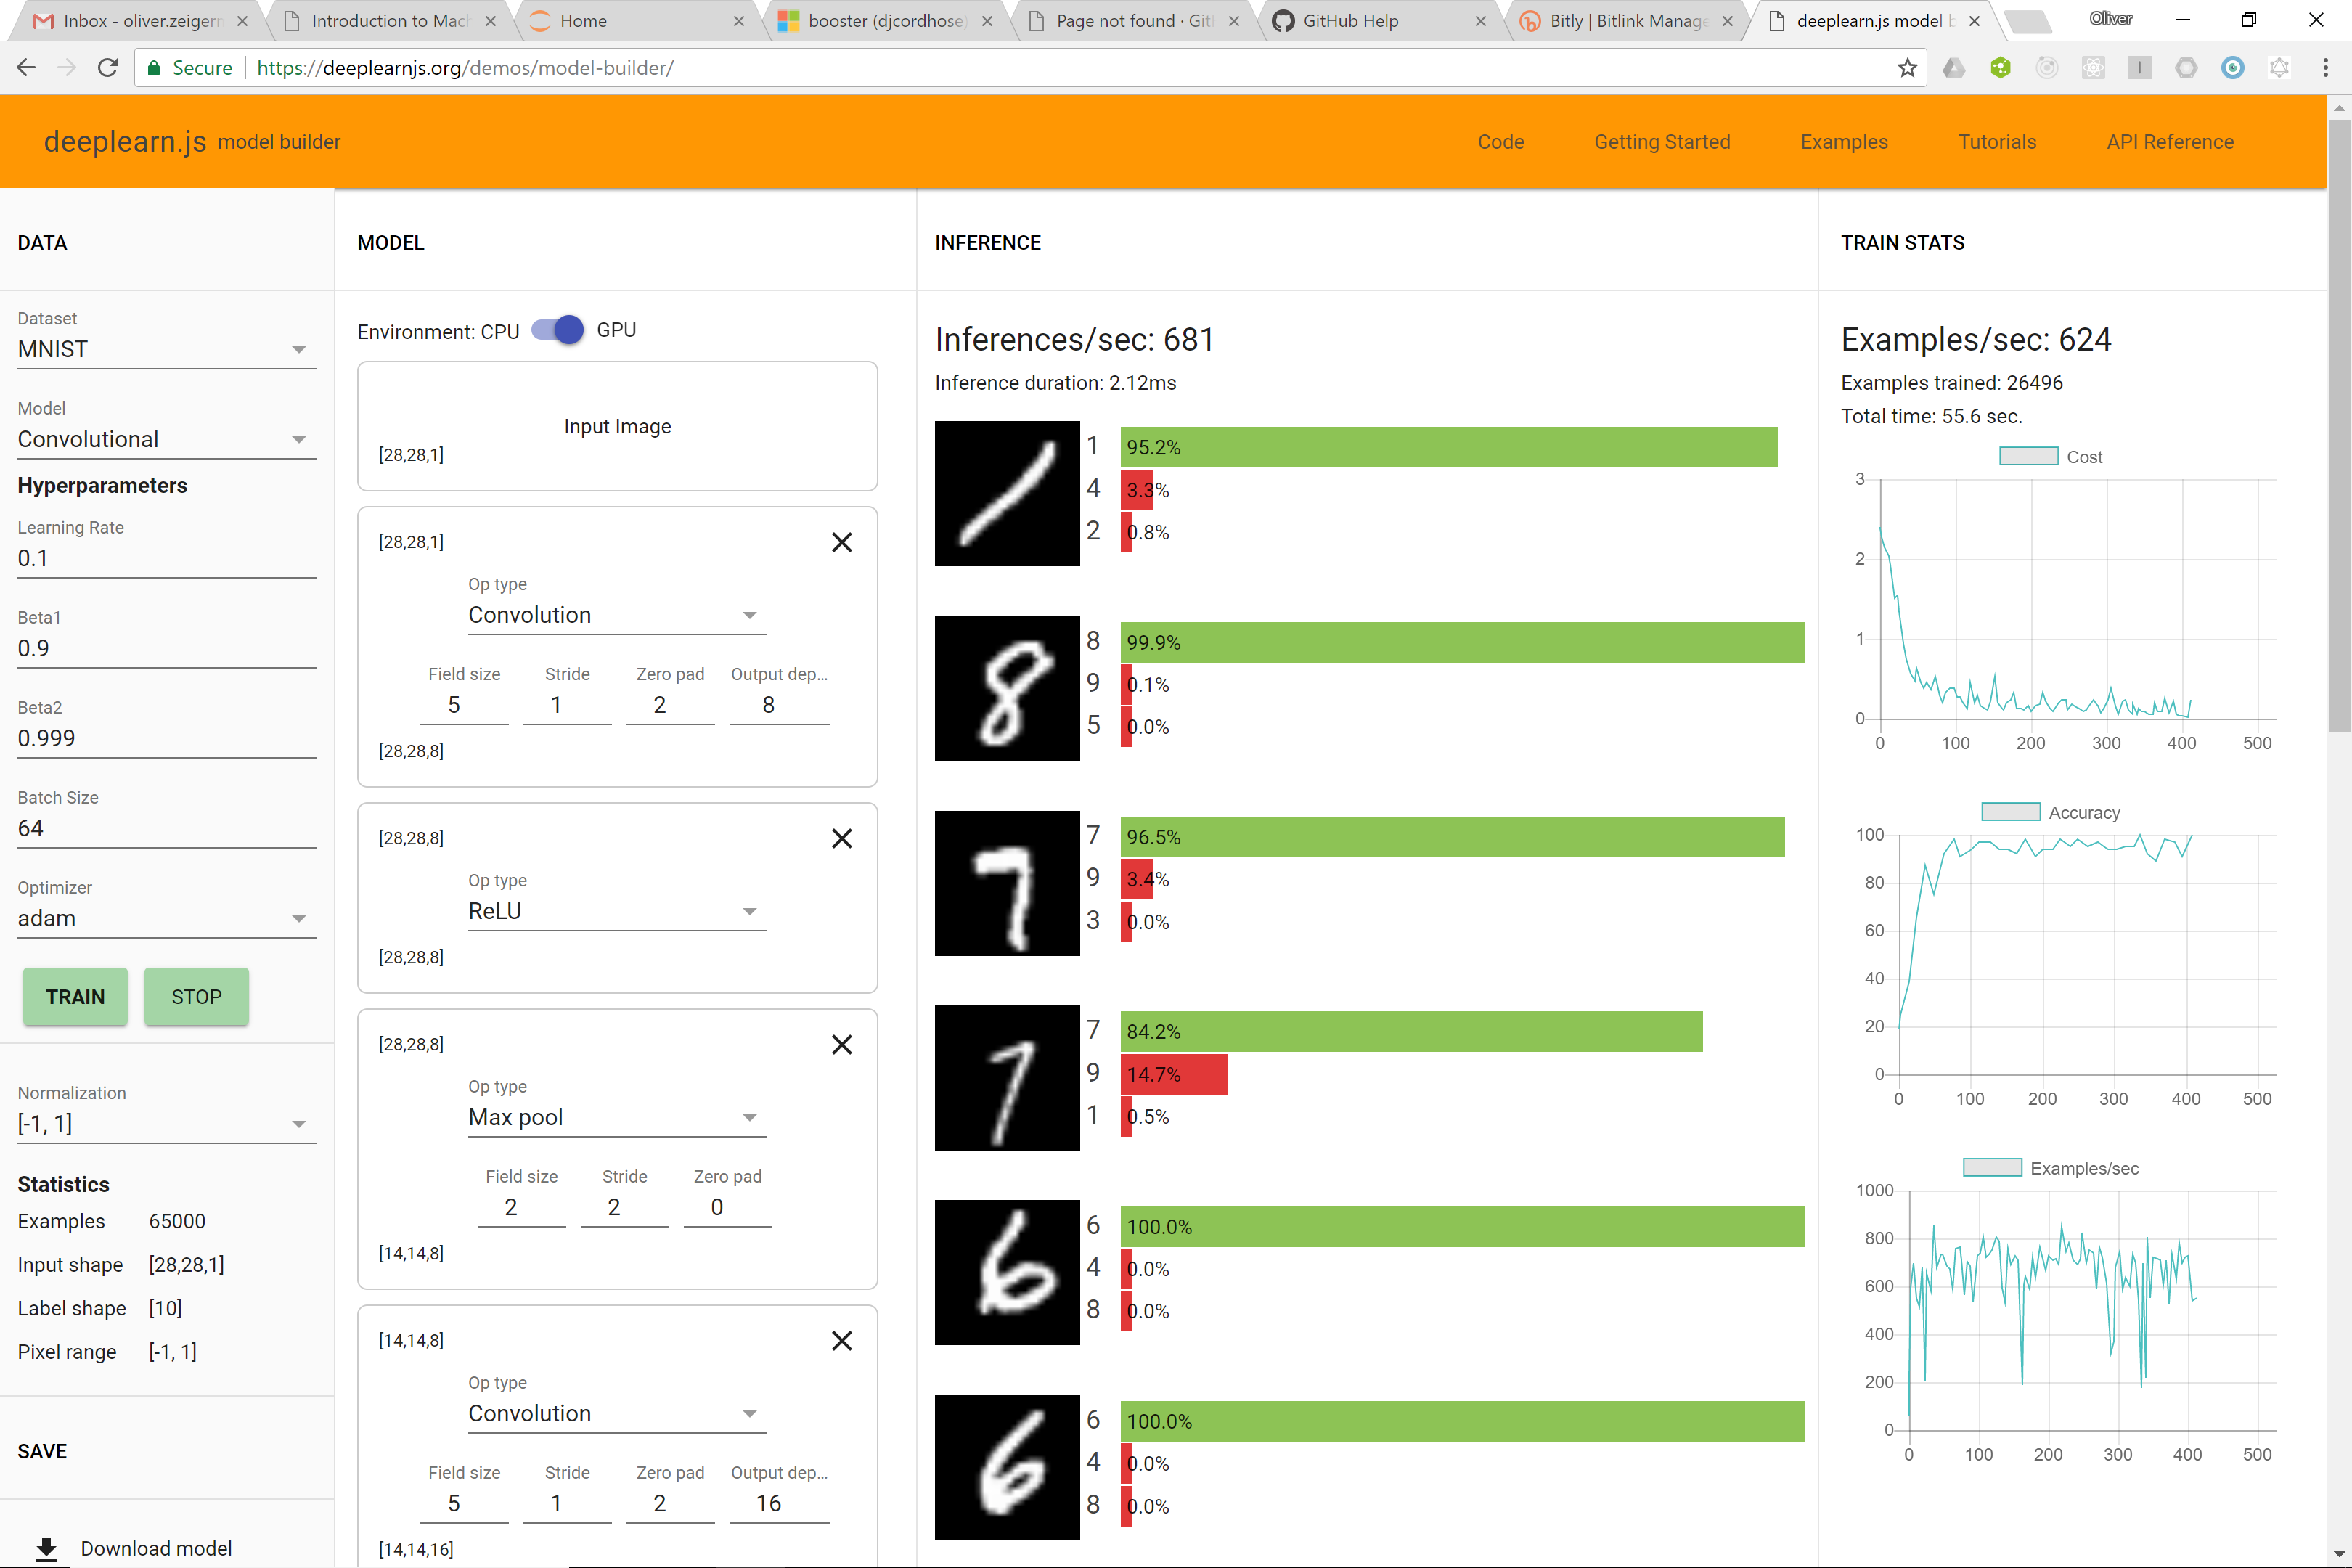 Inbox - oliver.zeigern
Introduction to Mach
Home
booster (djcordhose)
Page not found · Git
GitHub Help
Bitly | Bitlink Manage
deeplearn.js model b
Oliver
Secure
https://deeplearnjs.org/demos/model-builder/
deeplearn.js model builder
Code
Getting Started
Examples
Tutorials
API Reference
DATA
Dataset
MNIST
Model
Convolutional
Hyperparameters
Learning Rate
0.1
Beta1
0.9
Beta2
0.999
Batch Size
64
Optimizer
adam
TRAIN
STOP
Normalization
[-1, 1]
Statistics
Examples 65000
Input shape [28,28,1]
Label shape [10]
Pixel range [-1, 1]
SAVE
Download model
MODEL
Environment: CPU GPU
Input Image
[28,28,1]
[28,28,1]
Op type
Convolution
Field size Stride Zero pad Output dep...
5 1 2 8
[28,28,8]
[28,28,8]
Op type
ReLU
[28,28,8]
[28,28,8]
Op type
Max pool
Field size Stride Zero pad
2 2 0
[14,14,8]
[14,14,8]
Op type
Convolution
Field size Stride Zero pad Output dep...
5 1 2 16
[14,14,16]
INFERENCE
Inferences/sec: 681
Inference duration: 2.12ms
1 95.2%
4 3.3%
2 0.8%
8 99.9%
9 0.1%
5 0.0%
7 96.5%
9 3.4%
3 0.0%
7 84.2%
9 14.7%
1 0.5%
6 100.0%
4 0.0%
8 0.0%
6 100.0%
4 0.0%
8 0.0%
TRAIN STATS
Examples/sec: 624
Examples trained: 26496
Total time: 55.6 sec.
Cost
3
2
1
0
0 100 200 300 400 500
Accuracy
100
80
60
40
20
0
0 100 200 300 400 500
Examples/sec
1000
800
600
400
200
0
0 100 200 300 400 500